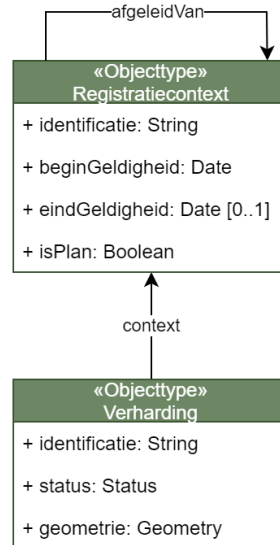 afgeleidVan
«Objecttype»
Registratiecontext
+ identificatie: String
+ beginGeldigheid: Date
+ eindGeldigheid: Date [0..1]
+ isPlan: Boolean
context
«Objecttype»
Verharding
+ identificatie: String
+ status: Status
+ geometrie: Geometry